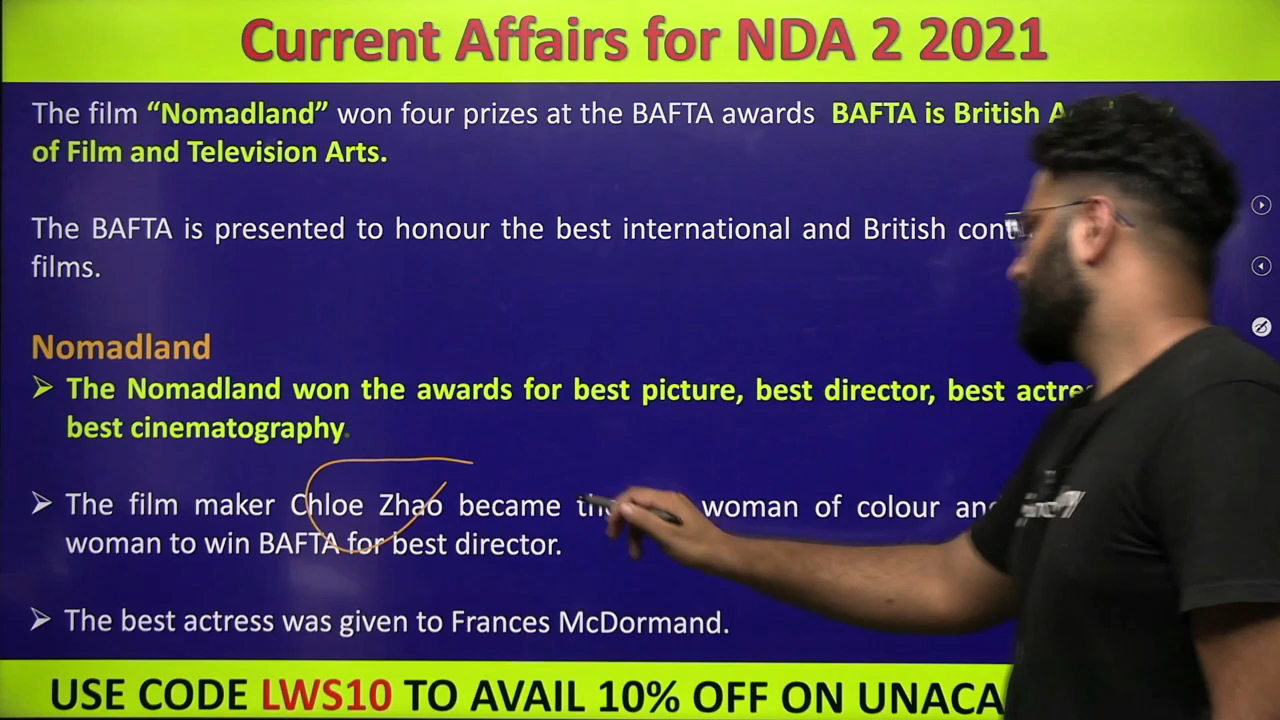 Current Affairs for NDA 2 2021
The film “Nomadland” won four prizes at the BAFTA awards BAFTA is British
of Film and Television Arts.
The BAFTA is presented to honour the best international and British
films.
Nomadland
➢ The Nomadland won the awards for best picture, best director, best
best cinematography.
➢ The film maker Chloe Zhao became woman of colour
woman to win BAFTA for best director.
➢ The best actress was given to Frances McDormand.
USE CODE LWS10 TO AVAIL 10% OFF ON